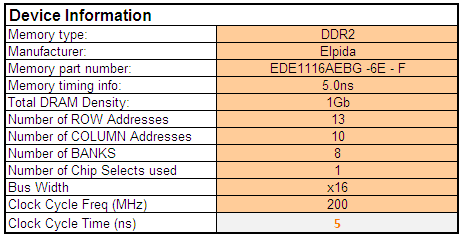 Device Information
Memory type: DDR2
Manufacturer: Elpida
Memory part number: EDE1116AEBG -6E - F
Memory timing info: 5.0ns
Total DRAM Density: 1Gb
Number of ROW Addresses 13
Number of COLUMN Addresses 10
Number of BANKS 8
Number of Chip Selects used 1
Bus Width x16
Clock Cycle Freq (MHz) 200
Clock Cycle Time (ns) 5